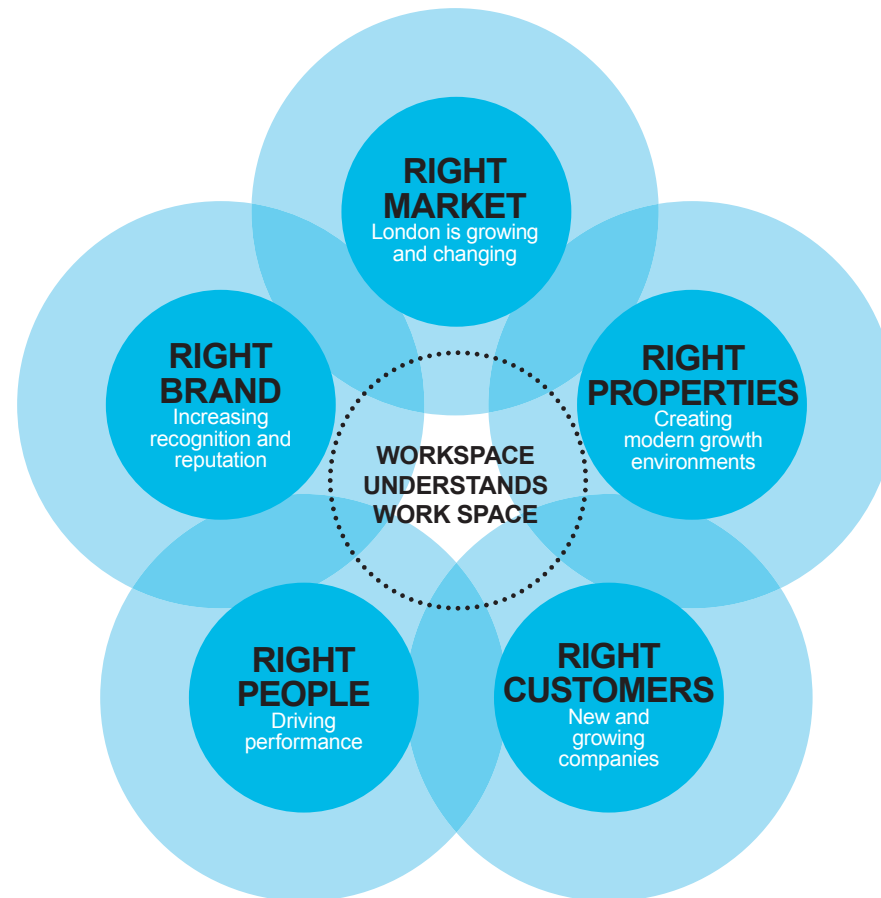 RIGHT
MARKET
London is growing
and changing
RIGHT
BRAND
Increasing
recognition and
reputation
RIGHT
PROPERTIES
Creating
modern growth
environments
WORKSPACE
UNDERSTANDS
WORK SPACE
RIGHT
PEOPLE
Driving
performance
RIGHT
CUSTOMERS
New and
growing
companies